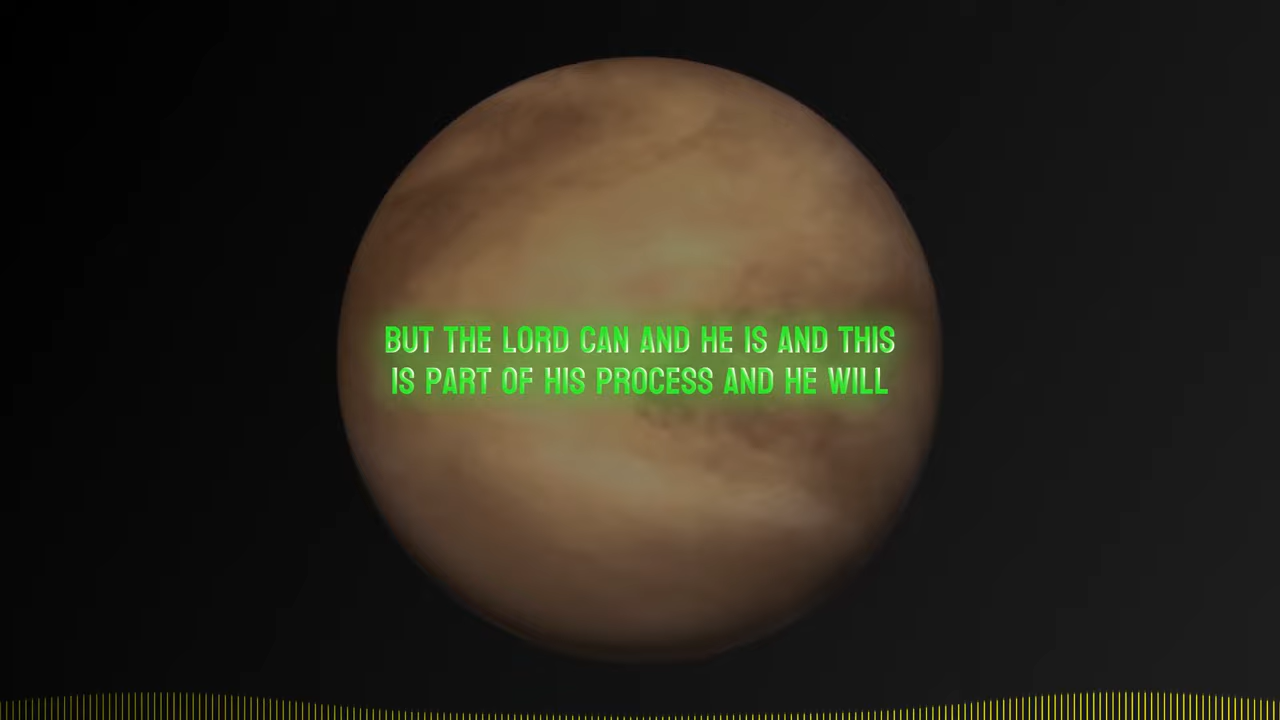 BUT THE LORD CAN AND HE IS AND THIS
IS PART OF HIS PROCESS AND HE WILL